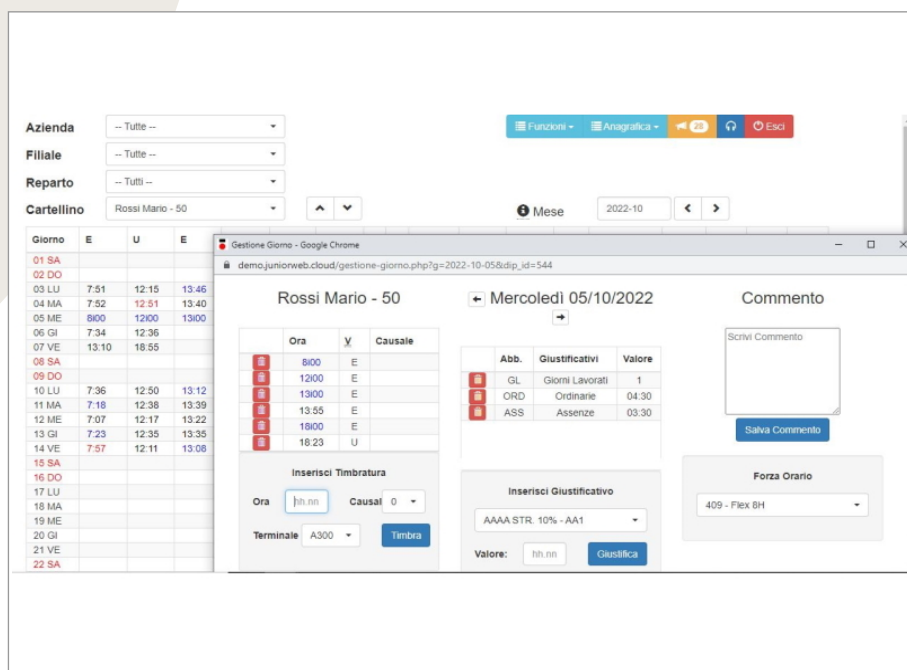 Azienda -- Tutte --
Funzioni Anagrafica 28 Esci
Filiale -- Tutte --
Reparto -- Tutti --
Cartellino Rossi Mario - 50
Mese 2022-10
Giorno E U E
01 SA
02 DO
03 LU 7:51 12:15 13:46
04 MA 7:52 12:51 13:40
05 ME 8I00 12I00 13I00
06 GI 7:34 12:36
07 VE 13:10 18:55
08 SA
09 DO
10 LU 7:36 12:50 13:12
11 MA 7:18 12:38 13:39
12 ME 7:07 12:17 13:22
13 GI 7:23 12:35 13:35
14 VE 7:57 12:11 13:08
15 SA
16 DO
17 LU
18 MA
19 ME
20 GI
21 VE
22 SA
Gestione Giorno - Google Chrome
demo.juniorweb.cloud/gestione-giorno.php?g=2022-10-05&dip_id=544
Rossi Mario - 50
Ora V Causale
8I00 E
12I00 E
13I00 E
13:55 E
18I00 E
18:23 U
Inserisci Timbratura
Ora hh.nn Causal 0
Terminale A300 Timbra
Mercoledì 05/10/2022
Abb. Giustificativi Valore
GL Giorni Lavorati 1
ORD Ordinarie 04:30
ASS Assenze 03:30
Inserisci Giustificativo
AAAA STR. 10% - AA1
Valore: hh.nn Giustifica
Commento
Scrivi Commento
Salva Commento
Forza Orario
409 - Flex 8H